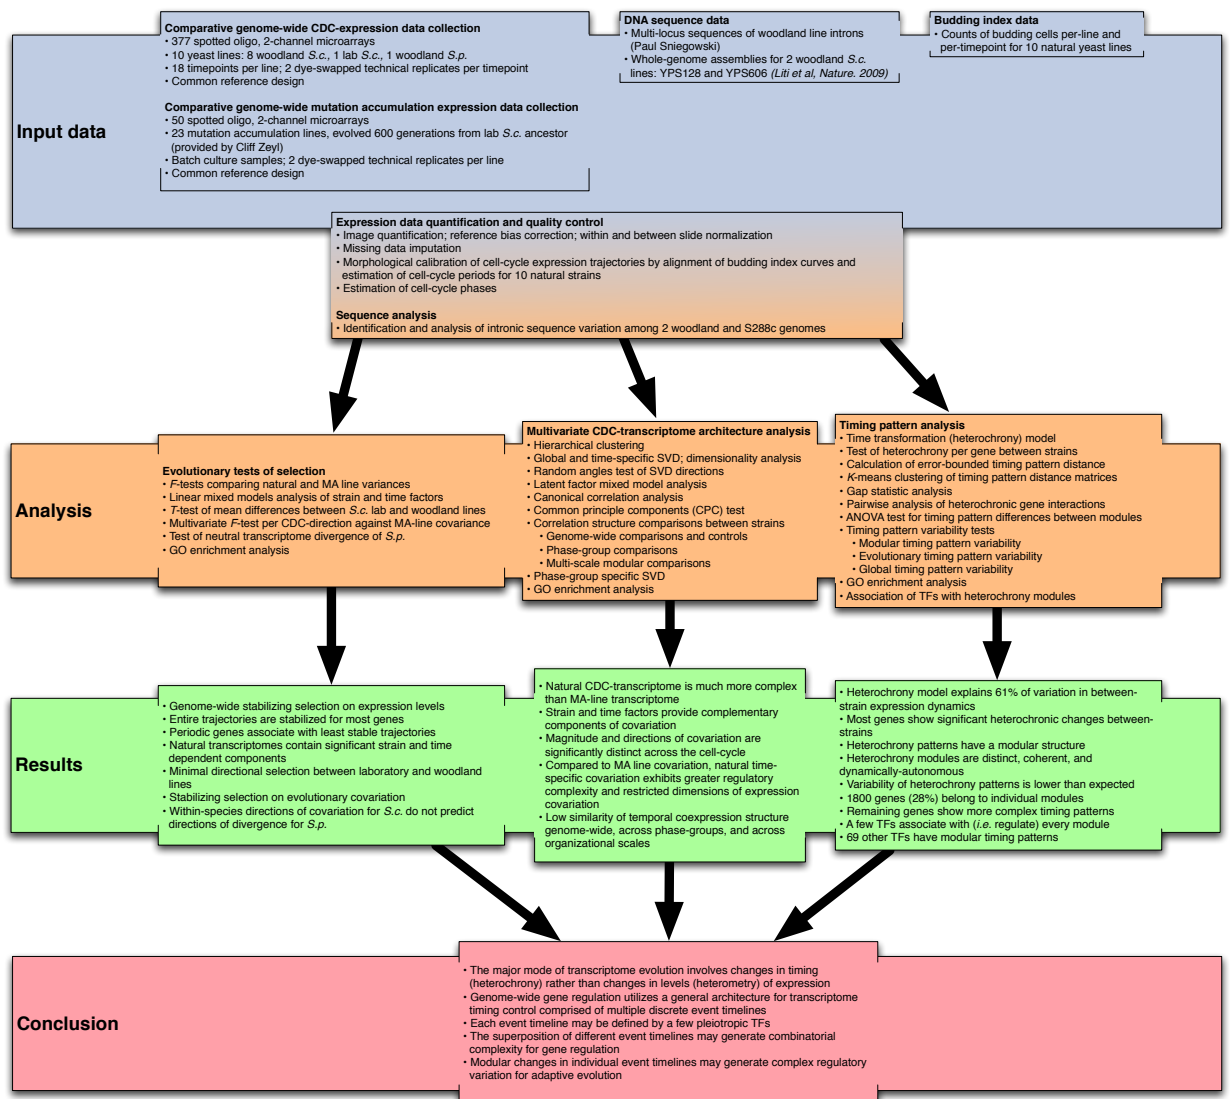 Input data
Comparative genome-wide CDC-expression data collection
• 377 spotted oligo, 2-channel microarrays
• 10 yeast lines: 8 woodland S.c., 1 lab S.c., 1 woodland S.p.
• 18 timepoints per line; 2 dye-swapped technical replicates per timepoint
• Common reference design
Comparative genome-wide mutation accumulation expression data collection
• 50 spotted oligo, 2-channel microarrays
• 23 mutation accumulation lines, evolved 600 generations from lab S.c. ancestor
(provided by Cliff Zeyl)
• Batch culture samples; 2 dye-swapped technical replicates per line
• Common reference design
DNA sequence data
• Multi-locus sequences of woodland line introns
(Paul Sniegowski)
• Whole-genome assemblies for 2 woodland S.c.
lines: YPS128 and YPS606 (Liti et al, Nature. 2009)
Budding index data
• Counts of budding cells per-line and
per-timepoint for 10 natural yeast lines
Expression data quantification and quality control
• Image quantification; reference bias correction; within and between slide normalization
• Missing data imputation
• Morphological calibration of cell-cycle expression trajectories by alignment of budding index curves and
estimation of cell-cycle periods for 10 natural strains
• Estimation of cell-cycle phases
Sequence analysis
• Identification and analysis of intronic sequence variation among 2 woodland and S288c genomes
Analysis
Evolutionary tests of selection
• F-tests comparing natural and MA line variances
• Linear mixed models analysis of strain and time factors
• T-test of mean differences between S.c. lab and woodland lines
• Multivariate F-test per CDC-direction against MA-line covariance
• Test of neutral transcriptome divergence of S.p.
• GO enrichment analysis
Multivariate CDC-transcriptome architecture analysis
• Hierarchical clustering
• Global and time-specific SVD; dimensionality analysis
• Random angles test of SVD directions
• Latent factor mixed model analysis
• Canonical correlation analysis
• Common principle components (CPC) test
• Correlation structure comparisons between strains
• Genome-wide comparisons and controls
• Phase-group comparisons
• Multi-scale modular comparisons
• Phase-group specific SVD
• GO enrichment analysis
Timing pattern analysis
• Time transformation (heterochrony) model
• Test of heterochrony per gene between strains
• Calculation of error-bounded timing pattern distance
• K-means clustering of timing pattern distance matrices
• Gap statistic analysis
• Pairwise analysis of heterochronic gene interactions
• ANOVA test for timing pattern differences between modules
• Timing pattern variability tests
• Modular timing pattern variability
• Evolutionary timing pattern variability
• Global timing pattern variability
• GO enrichment analysis
• Association of TFs with heterochrony modules
Results
• Genome-wide stabilizing selection on expression levels
• Entire trajectories are stabilized for most genes
• Periodic genes associate with least stable trajectories
• Natural transcriptomes contain significant strain and time
dependent components
• Minimal directional selection between laboratory and woodland
lines
• Stabilizing selection on evolutionary covariation
• Within-species directions of covariation for S.c. do not predict
directions of divergence for S.p.
• Natural CDC-transcriptome is much more complex
than MA-line transcriptome
• Strain and time factors provide complementary
components of covariation
• Magnitude and directions of covariation are
significantly distinct across the cell-cycle
• Compared to MA line covariation, natural time-
specific covariation exhibits greater regulatory
complexity and restricted dimensions of expression
covariation
• Low similarity of temporal coexpression structure
genome-wide, across phase-groups, and across
organizational scales
• Heterochrony model explains 61% of variation in between-
strain expression dynamics
• Most genes show significant heterochronic changes between-
strains
• Heterochrony patterns have a modular structure
• Heterochrony modules are distinct, coherent, and
dynamically-autonomous
• Variability of heterochrony patterns is lower than expected
• 1800 genes (28%) belong to individual modules
• Remaining genes show more complex timing patterns
• A few TFs associate with (i.e. regulate) every module
• 69 other TFs have modular timing patterns
Conclusion
• The major mode of transcriptome evolution involves changes in timing
(heterochrony) rather than changes in levels (heterometry) of expression
• Genome-wide gene regulation utilizes a general architecture for transcriptome
timing control comprised of multiple discrete event timelines
• Each event timeline may be defined by a few pleiotropic TFs
• The superposition of different event timelines may generate combinatorial
complexity for gene regulation
• Modular changes in individual event timelines may generate complex regulatory
variation for adaptive evolution